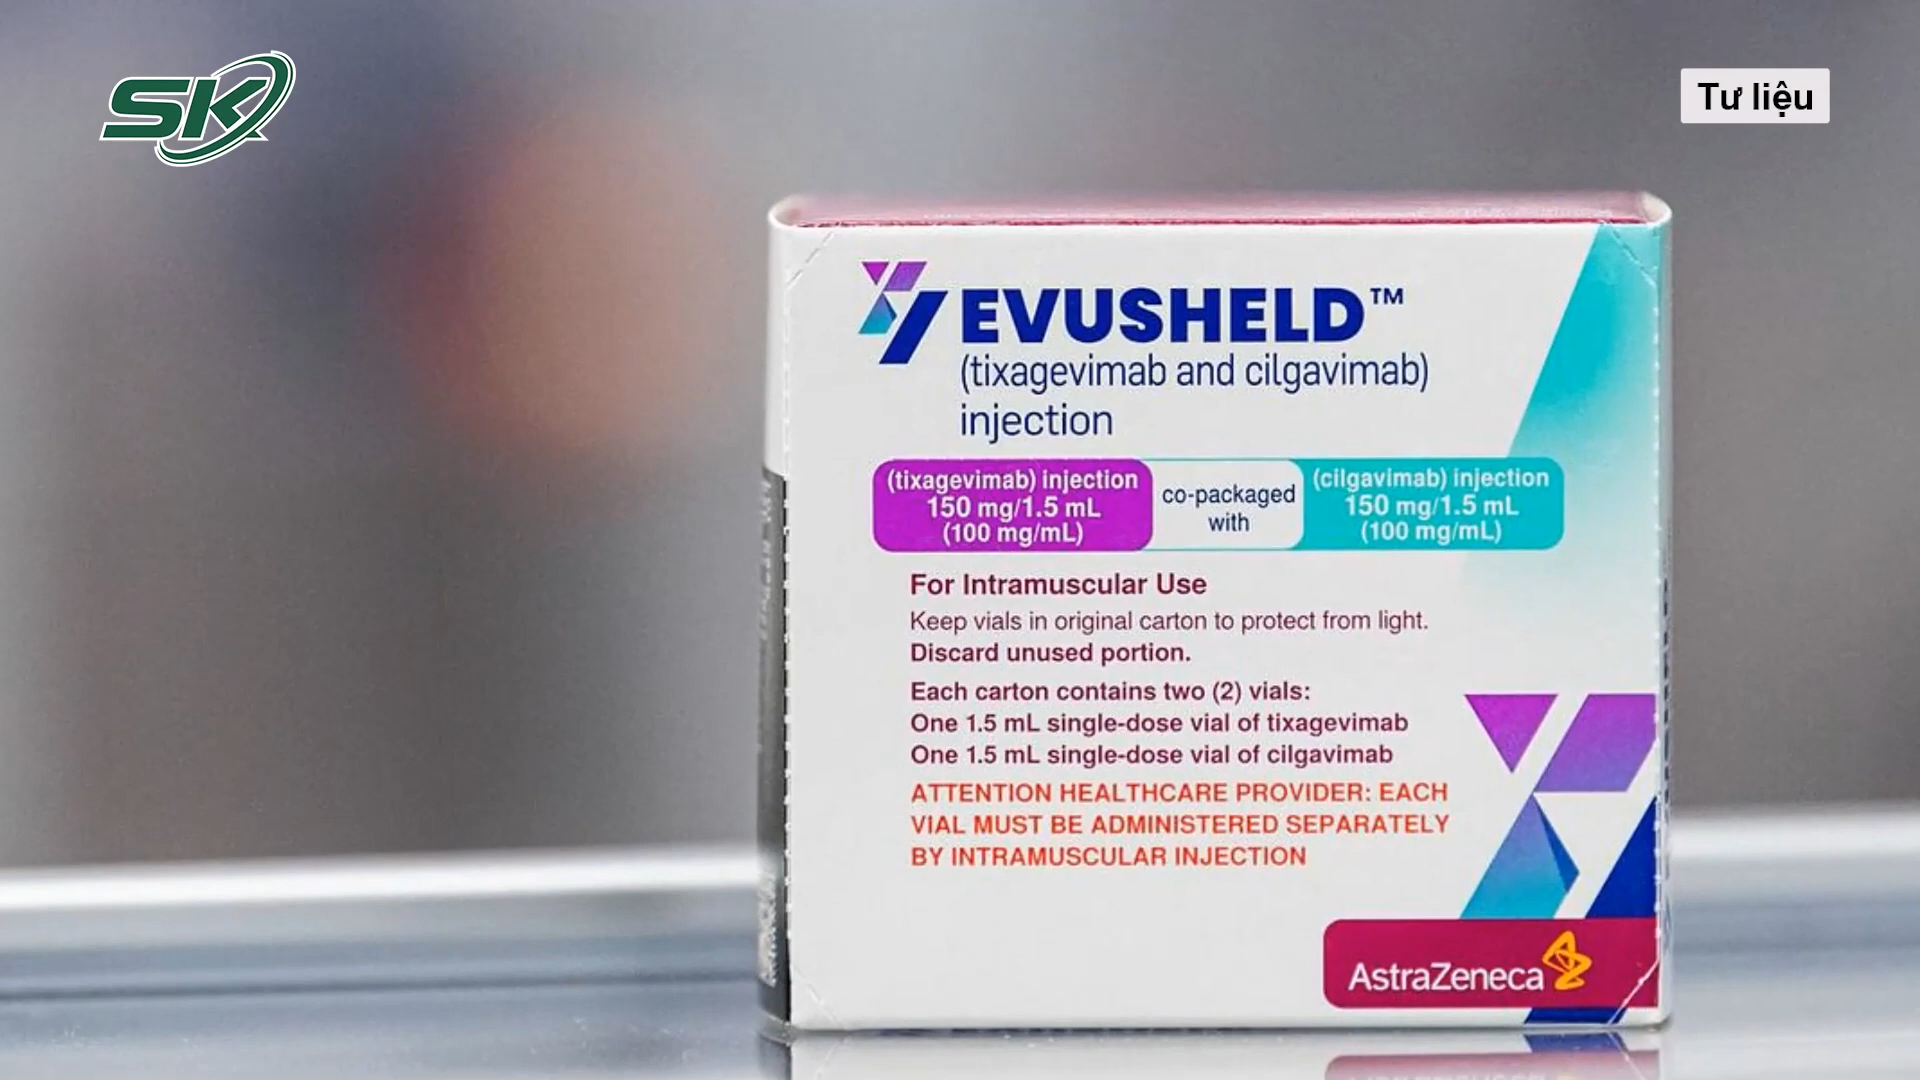 SK
Tư liệu
EVUSHELD™
(tixagevimab and cilgavimab)
injection
(tixagevimab) injection
150 mg/1.5 mL
(100 mg/mL)
co-packaged
with
(cilgavimab) injection
150 mg/1.5 mL
(100 mg/mL)
For Intramuscular Use
Keep vials in original carton to protect from light.
Discard unused portion.
Each carton contains two (2) vials:
One 1.5 mL single-dose vial of tixagevimab
One 1.5 mL single-dose vial of cilgavimab
ATTENTION HEALTHCARE PROVIDER: EACH
VIAL MUST BE ADMINISTERED SEPARATELY
BY INTRAMUSCULAR INJECTION
AstraZeneca